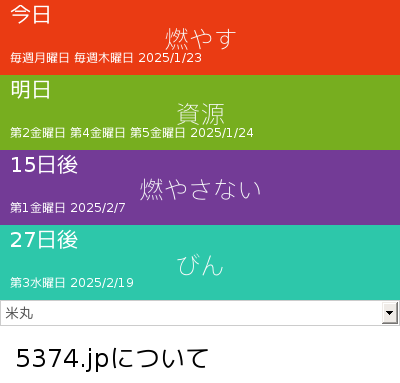 今日
燃やす
毎週月曜日 毎週木曜日 2025/1/23
明日
資源
第2金曜日 第4金曜日 第5金曜日 2025/1/24
15日後
燃やさない
第1金曜日 2025/2/7
27日後
びん
第3水曜日 2025/2/19
米丸
5374.jpについて